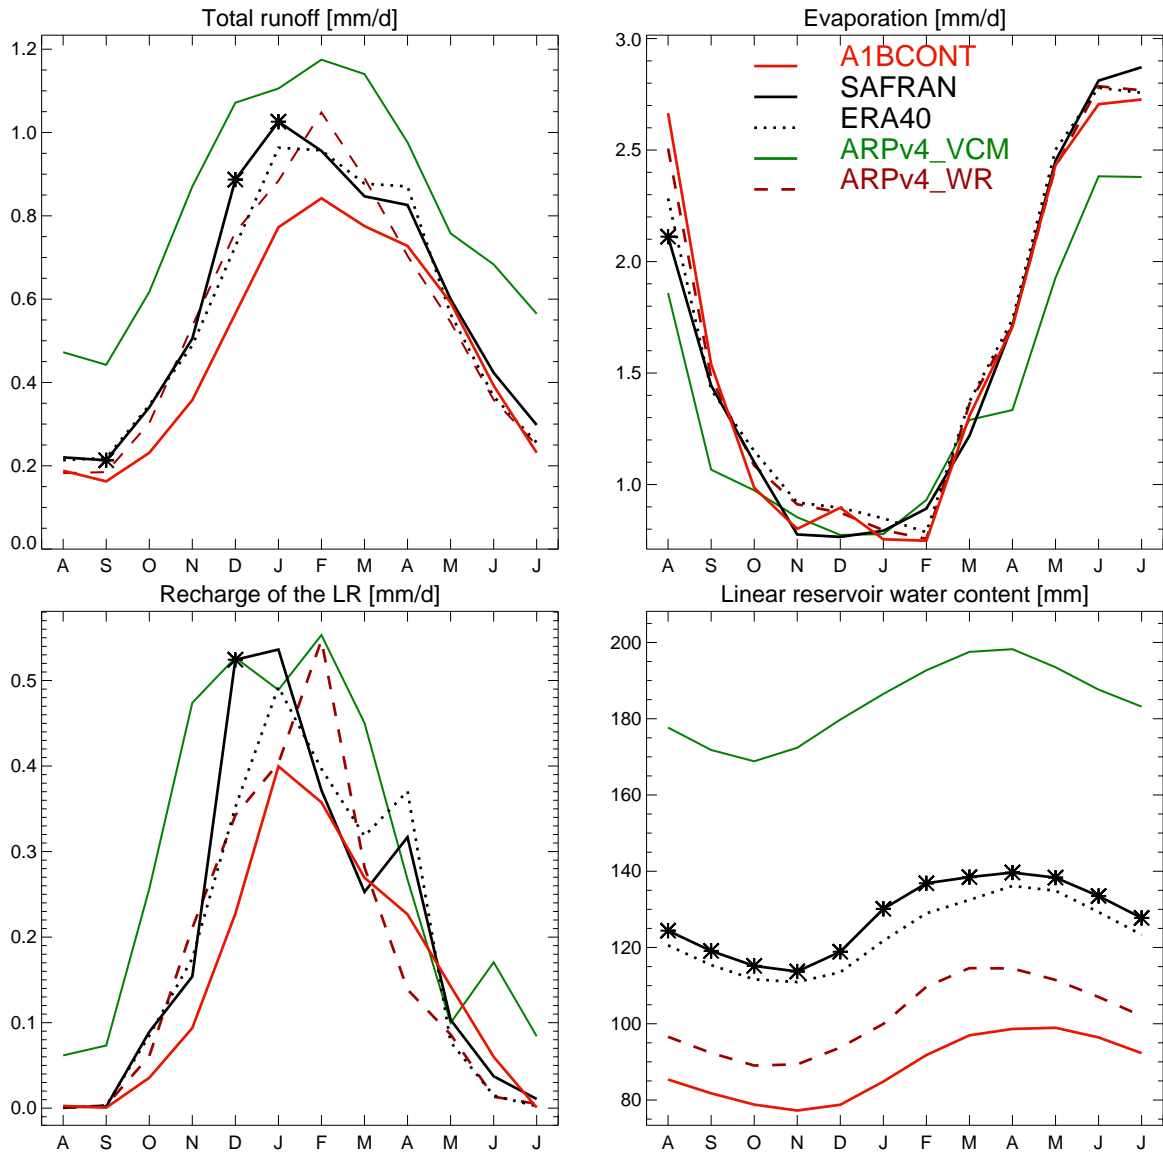 Total runoff [mm/d]
1.2
1.0
0.8
0.6
0.4
0.2
0.0
A S O N D J F M A M J J
Evaporation [mm/d]
3.0
2.5
2.0
1.5
1.0
A1BCONT
SAFRAN
ERA40
ARPv4_VCM
ARPv4_WR
A S O N D J F M A M J J
Recharge of the LR [mm/d]
0.5
0.4
0.3
0.2
0.1
0.0
A S O N D J F M A M J J
Linear reservoir water content [mm]
200
180
160
140
120
100
80
A S O N D J F M A M J J